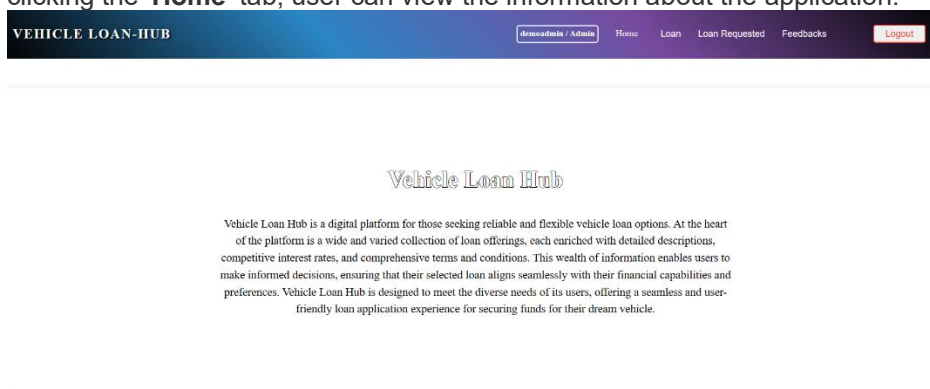 clicking the 'Home' tab, user can view the information about the application.
VEHICLE LOAN-HUB
demoadmin / Admin Home Loan Loan Requested Feedbacks Logout
Vehicle Loan Hub
Vehicle Loan Hub is a digital platform for those seeking reliable and flexible vehicle loan options. At the heart
of the platform is a wide and varied collection of loan offerings, each enriched with detailed descriptions,
competitive interest rates, and comprehensive terms and conditions. This wealth of information enables users to
make informed decisions, ensuring that their selected loan aligns seamlessly with their financial capabilities and
preferences. Vehicle Loan Hub is designed to meet the diverse needs of its users, offering a seamless and user-
friendly loan application experience for securing funds for their dream vehicle.